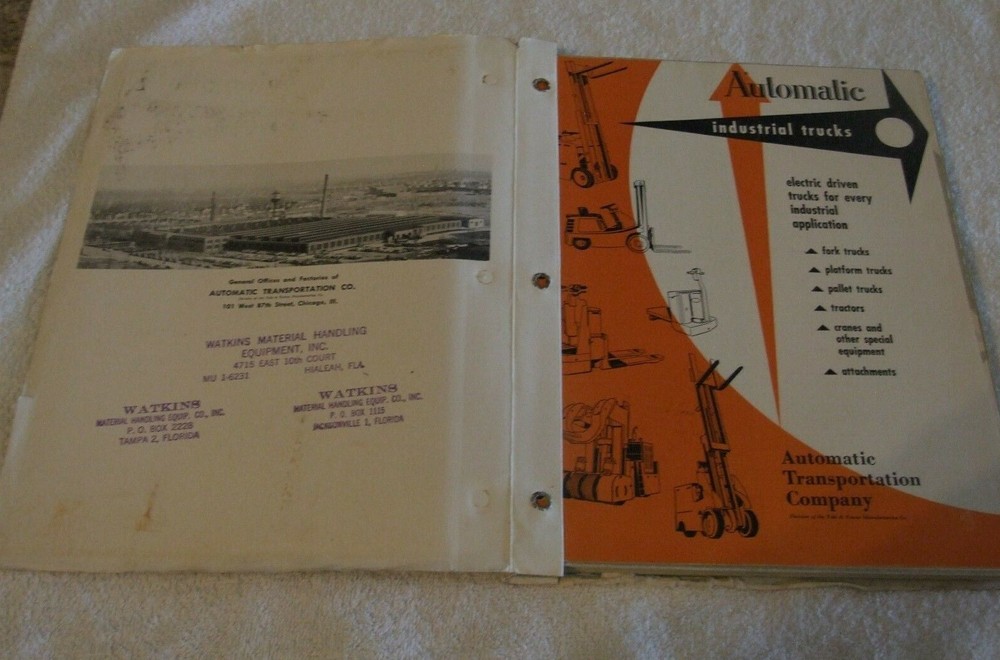 General Offices and Factories of
AUTOMATIC TRANSPORTATION CO.
101 West 87th Street, Chicago, Ill.
WATKINS MATERIAL HANDLING
EQUIPMENT, INC.
4715 EAST 10th COURT
MU 1-6231 HIALEAH, FLA
WATKINS
MATERIAL HANDLING EQUIP. CO., INC.
P. O. BOX 2228
TAMPA 2, FLORIDA
WATKINS
MATERIAL HANDLING EQUIP. CO., INC.
P. O. BOX 1115
JACKSONVILLE 1, FLORIDA
Automatic
industrial trucks
electric driven
trucks for every
industrial
application
fork trucks
platform trucks
pallet trucks
tractors
cranes and
other special
equipment
attachments
Automatic
Transportation
Company